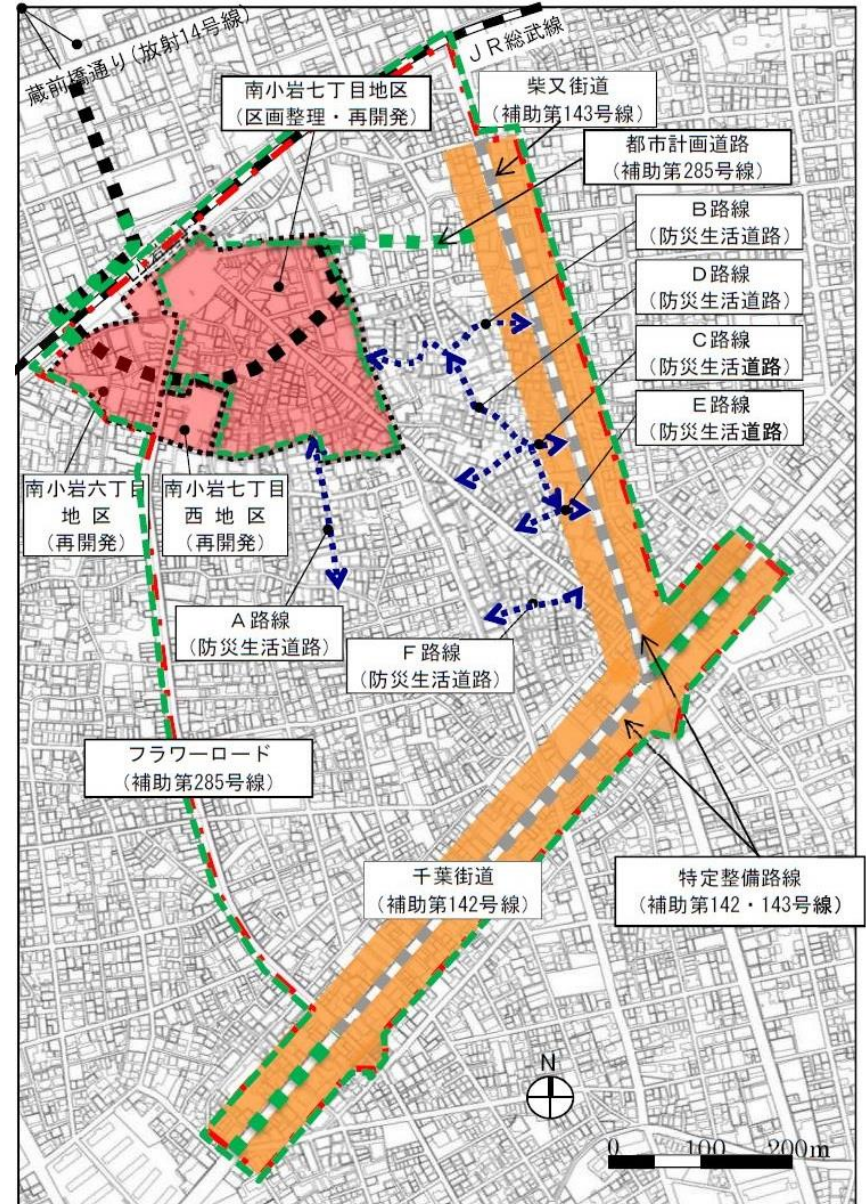 蔵前橋通り(放射14号線)
JR総武線
南小岩七丁目地区
(区画整理・再開発)
柴又街道
(補助第143号線)
都市計画道路
(補助第285号線)
B路線
(防災生活道路)
D路線
(防災生活道路)
C路線
(防災生活道路)
E路線
(防災生活道路)
南小岩六丁目
地区
(再開発)
南小岩七丁目
西地区
(再開発)
A路線
(防災生活道路)
F路線
(防災生活道路)
フラワーロード
(補助第285号線)
千葉街道
(補助第142号線)
特定整備路線
(補助第142・143号線)
N
0 100 200m